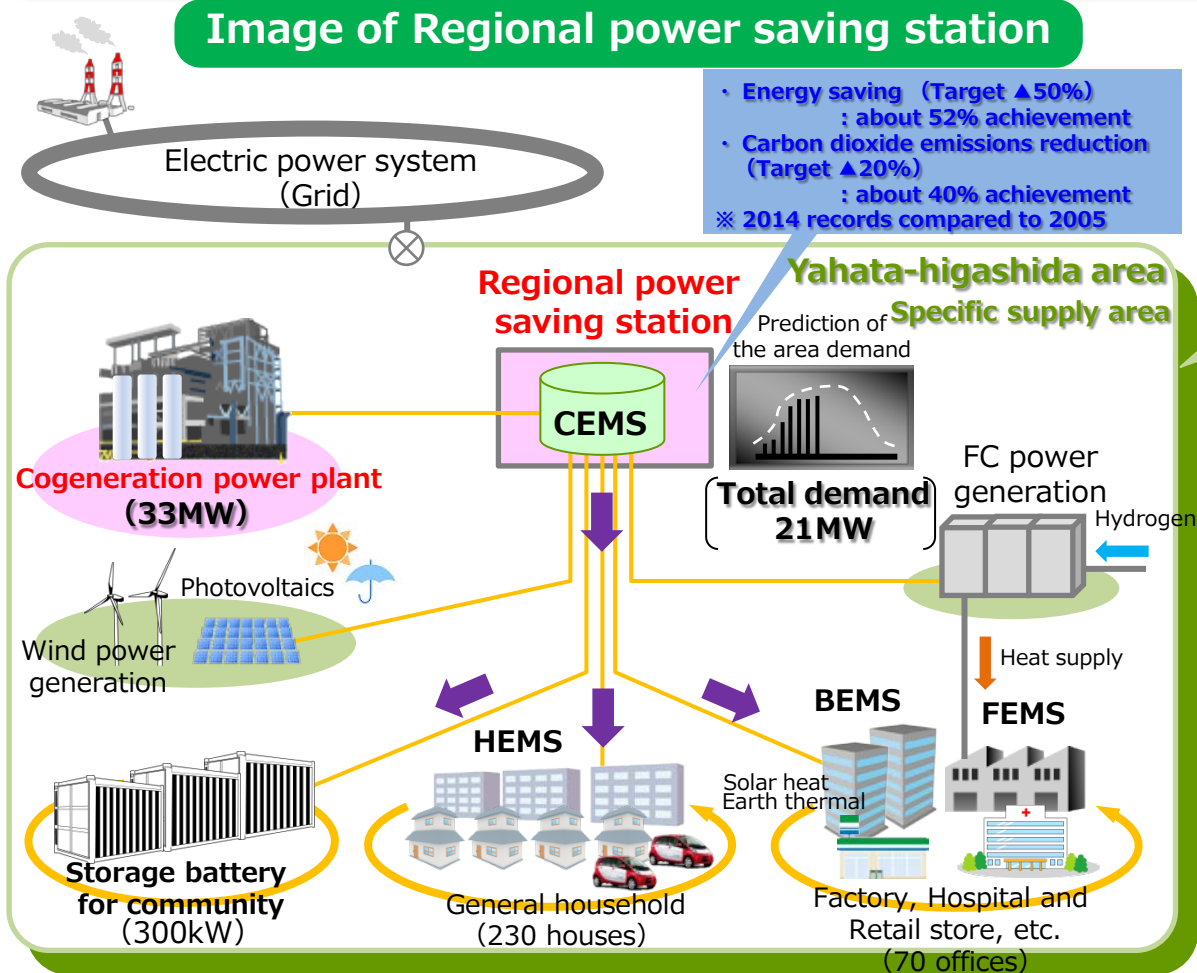 Image of Regional power saving station
・ Energy saving （Target ▲50%）
: about 52% achievement
・ Carbon dioxide emissions reduction
（Target ▲20%）
: about 40% achievement
※ 2014 records compared to 2005
Electric power system
（Grid）
Yahata-higashida area
Specific supply area
Regional power
saving station
Prediction of
the area demand
CEMS
Total demand
21MW
Cogeneration power plant
（33MW）
FC power
generation
Hydrogen
Photovoltaics
Wind power
generation
Heat supply
HEMS
BEMS
FEMS
Solar heat
Earth thermal
Storage battery
for community
（300kW）
General household
（230 houses）
Factory, Hospital and
Retail store, etc.
（70 offices）